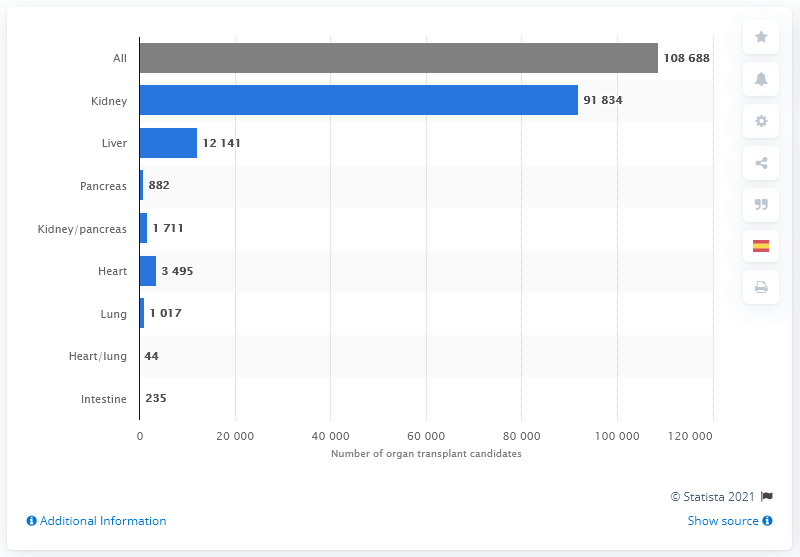 All 108 688
Kidney 91 834
Liver 12 141
Pancreas 882
Kidney/pancreas 1 711
Heart 3 495
Lung 1 017
Heart/lung 44
Intestine 235
0 20 000 40 000 60 000 80 000 100 000 120 000
Number of organ transplant candidates
© Statista 2021
Additional Information Show source